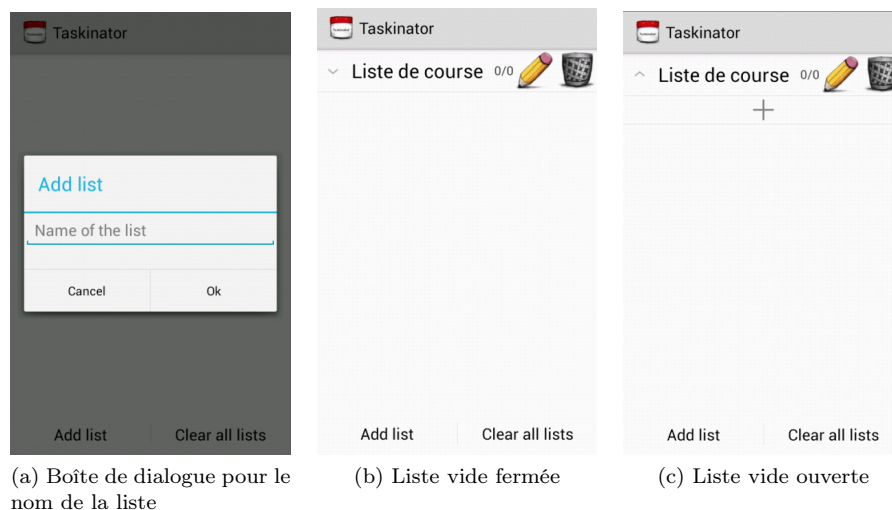 Taskinator
Add list
Name of the list
Cancel Ok
Add list Clear all lists
(a) Boîte de dialogue pour le
nom de la liste
Taskinator
Liste de course 0/0
Add list Clear all lists
(b) Liste vide fermée
Taskinator
Liste de course 0/0
Add list Clear all lists
(c) Liste vide ouverte